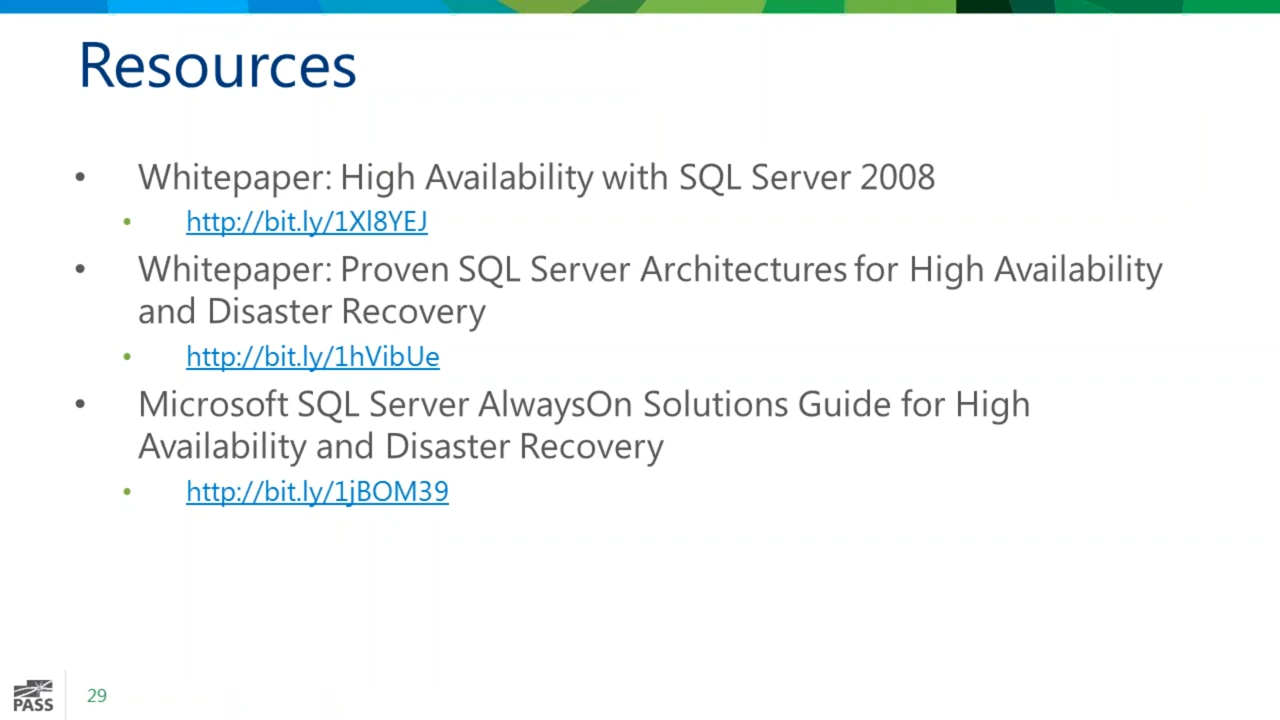 Resources
• Whitepaper: High Availability with SQL Server 2008
• http://bit.ly/1Xl8YEJ
• Whitepaper: Proven SQL Server Architectures for High Availability
and Disaster Recovery
• http://bit.ly/1hVibUe
• Microsoft SQL Server AlwaysOn Solutions Guide for High
Availability and Disaster Recovery
• http://bit.ly/1jBOM39
PASS
29